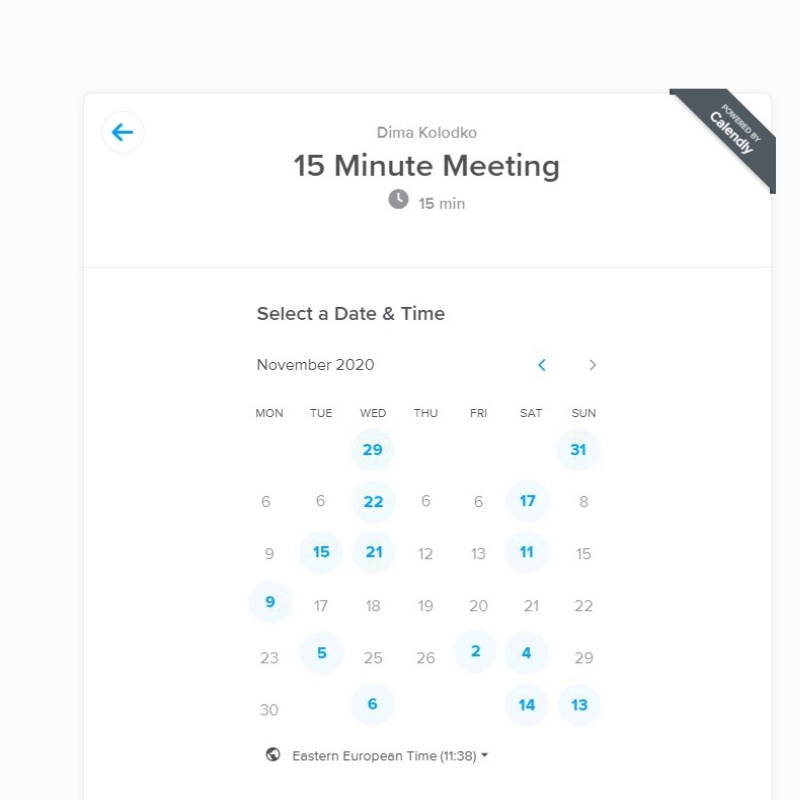 POWERED BY
Calendly
Dima Kolodko
15 Minute Meeting
15 min
Select a Date & Time
November 2020
MON TUE WED THU FRI SAT SUN
29 31
6 6 22 6 6 17 8
9 15 21 12 13 11 15
9 17 18 19 20 21 22
23 5 25 26 2 4 29
30 6 14 13
Eastern European Time (11:38)